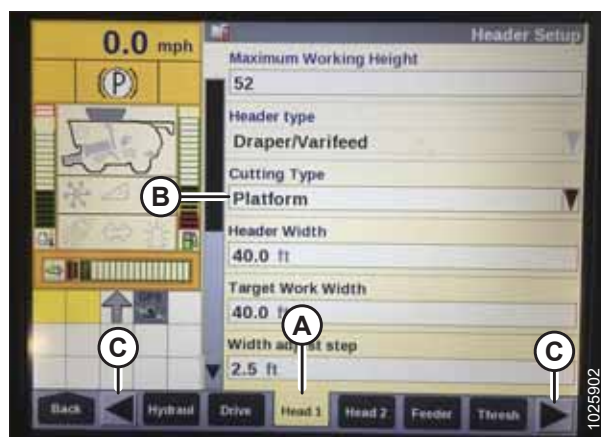 0.0 mph
(P)
Header Setup
Maximum Working Height
52
Header type
Draper/Varifeed
Cutting Type
B
Platform
Header Width
40.0 ft
Target Work Width
40.0 ft
A
Width adjust step
2.5 ft
C
C
Back
Hydraul
Drive
Head 1
Head 2
Feeder
Thresh
1025902